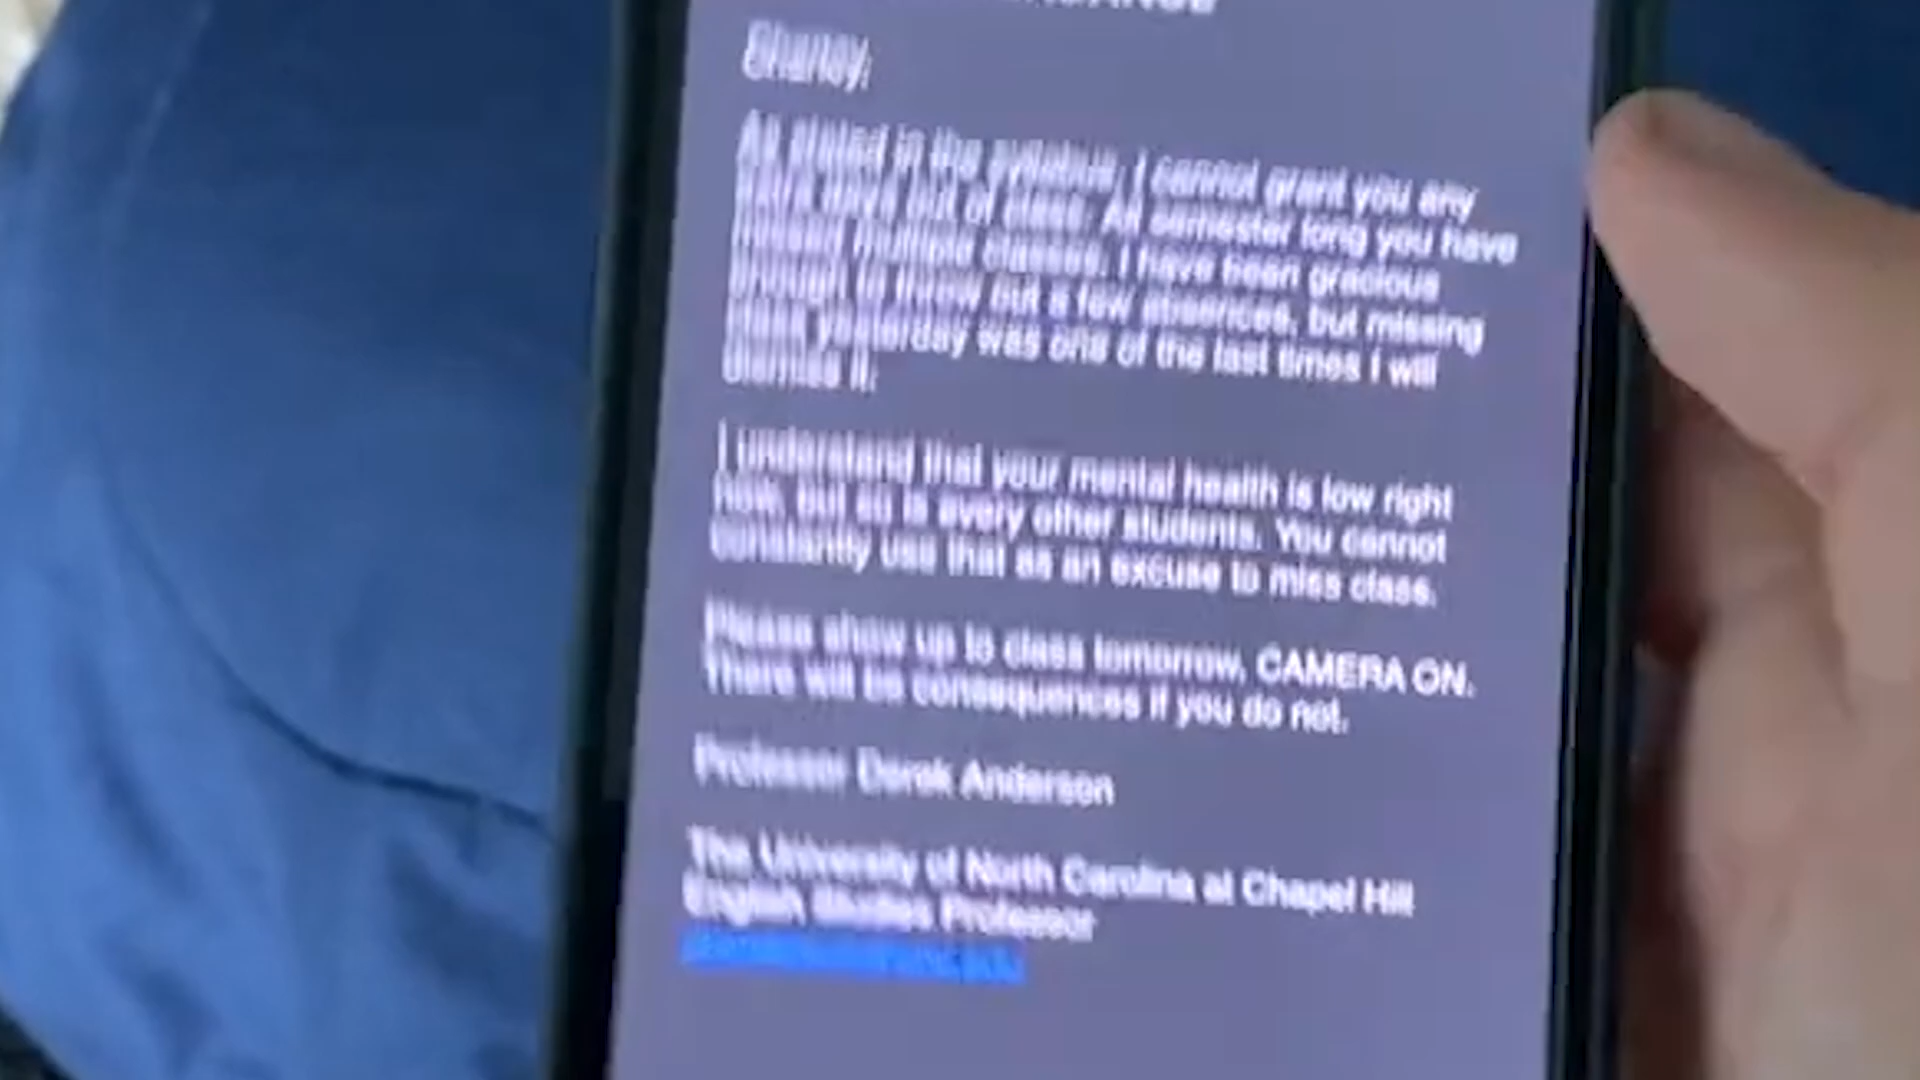 Charley,
As stated in the syllabus, I cannot grant you any
extra days out of class. All semester long you have
missed multiple classes. I have been gracious
enough to throw out a few absences, but missing
class yesterday was one of the last times I will
dismiss it.
I understand that your mental health is low right
now, but so is every other students. You cannot
constantly use that as an excuse to miss class.
Please show up to class tomorrow, CAMERA ON.
There will be consequences if you do not.
Professor Derek Anderson
The University of North Carolina at Chapel Hill
English Studies Professor